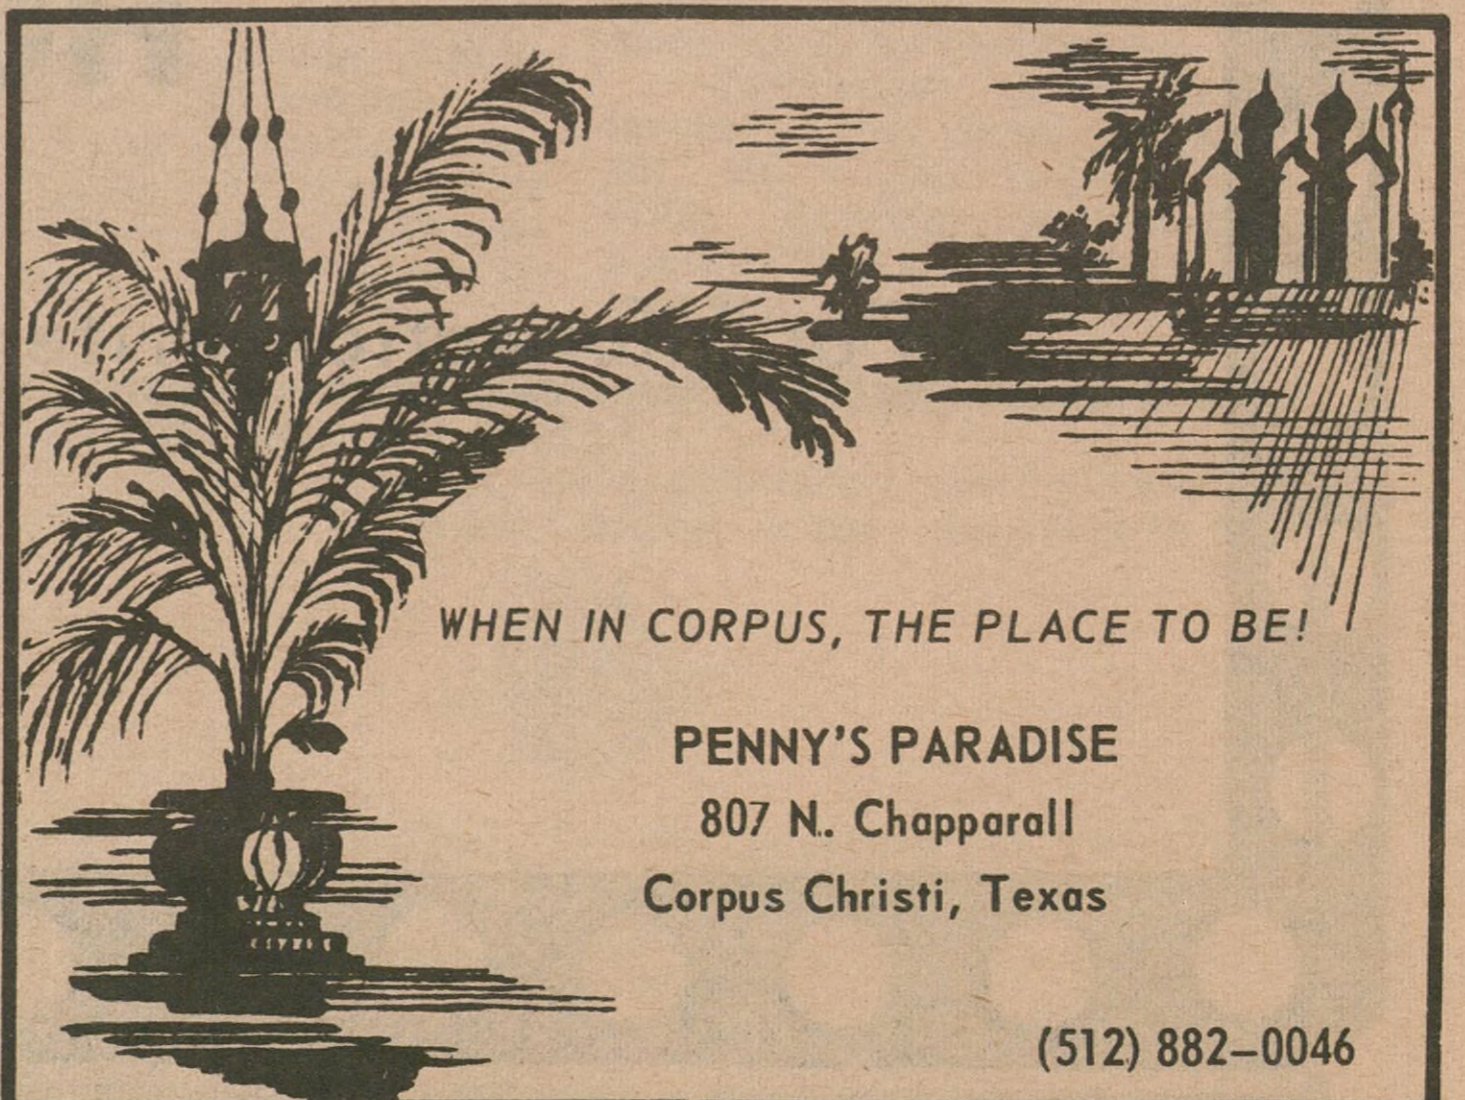 WHEN IN CORPUS, THE PLACE TO BE!
PENNY'S PARADISE
807 N.. Chapparall
Corpus Christi, Texas
(512) 882-0046